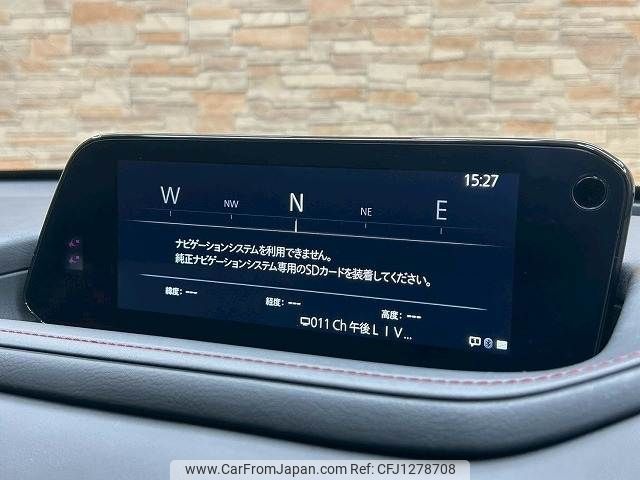 15:27
W NW N NE E
ナビゲーションシステムを利用できません。
純正ナビゲーションシステム専用のSDカードを装着してください。
緯度: --- 経度: --- 高度: ---
011 Ch 午後ＬＩＶ...
www.CarFromJapan.com | Photo ID: CFJ1278708